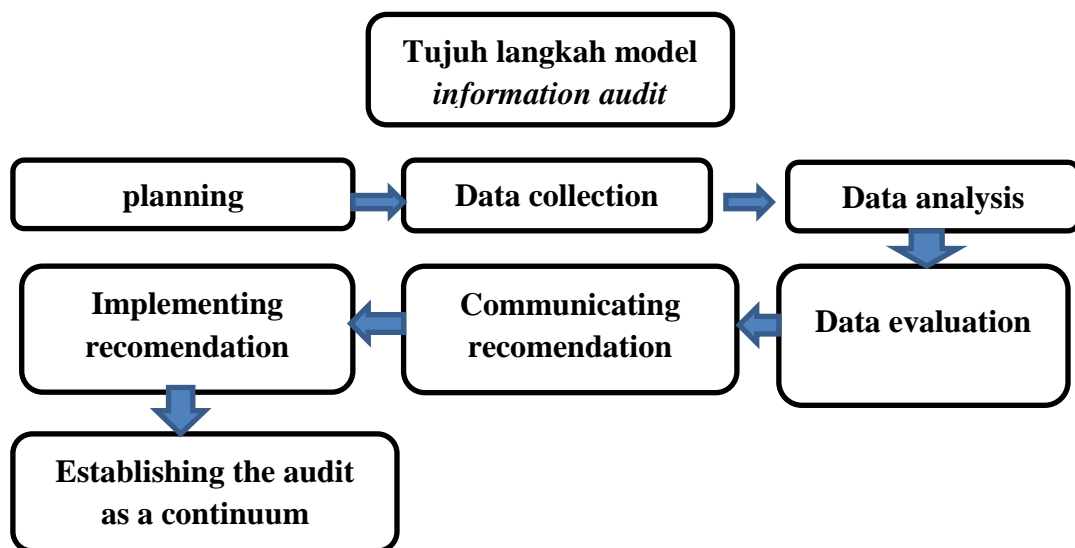 Tujuh langkah model
information audit
planning
Data collection
Data analysis
Data evaluation
Communicating
recomendation
Implementing
recomendation
Establishing the audit
as a continuum